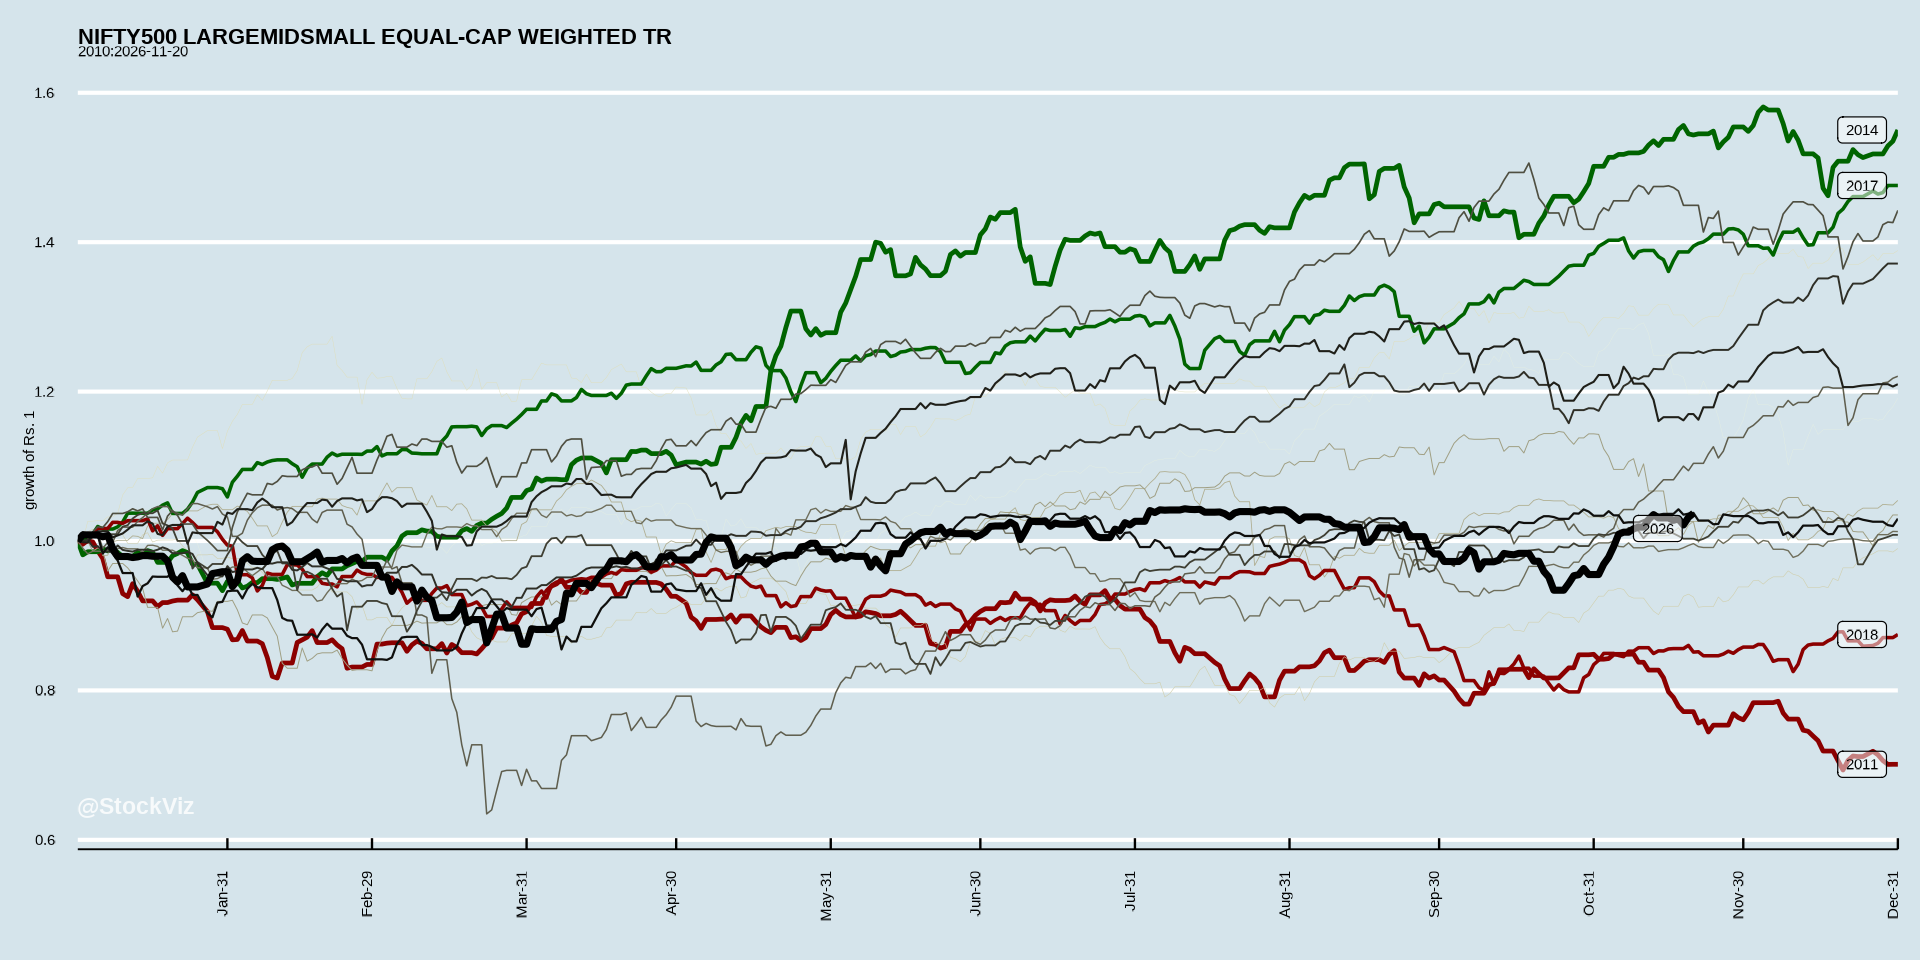 NIFTY500 LARGEMIDSMALL EQUAL-CAP WEIGHTED TR
2010:2026-11-20
1.6
1.4
1.2
1.0
0.8
0.6
growth of Rs. 1
2014
2017
2026
2018
2011
@StockViz
Jan-31
Feb-29
Mar-31
Apr-30
May-31
Jun-30
Jul-31
Aug-31
Sep-30
Oct-31
Nov-30
Dec-31